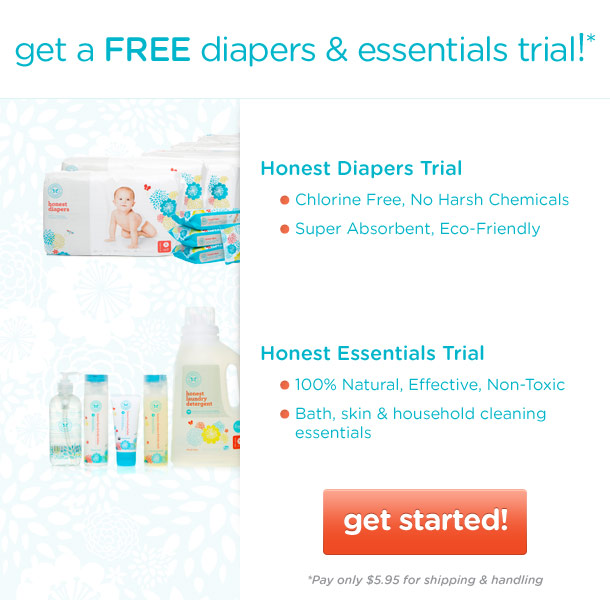 get a FREE diapers & essentials trial!*
Honest Diapers Trial
Chlorine Free, No Harsh Chemicals
Super Absorbent, Eco-Friendly
honest
diapers
Honest Essentials Trial
100% Natural, Effective, Non-Toxic
Bath, skin & household cleaning
essentials
honest
laundry
detergent
get started!
*Pay only $5.95 for shipping & handling